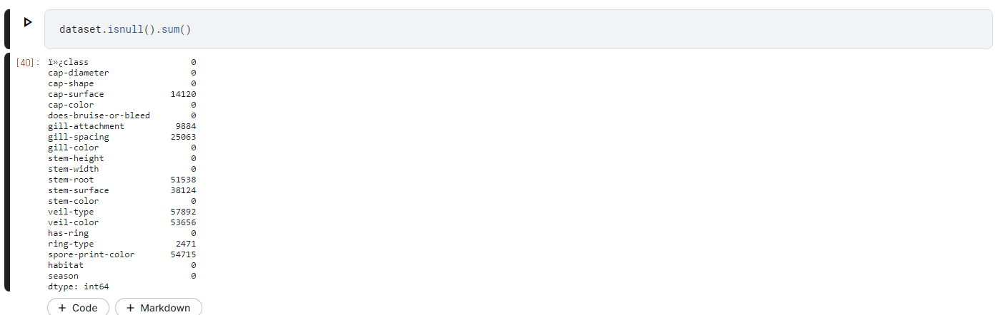 dataset.isnull().sum()
[40]:
ï»¿class 0
cap-diameter 0
cap-shape 0
cap-surface 14120
cap-color 0
does-bruise-or-bleed 0
gill-attachment 9884
gill-spacing 25063
gill-color 0
stem-height 0
stem-width 0
stem-root 51538
stem-surface 38124
stem-color 0
veil-type 57892
veil-color 53656
has-ring 0
ring-type 2471
spore-print-color 54715
habitat 0
season 0
dtype: int64
+ Code + Markdown